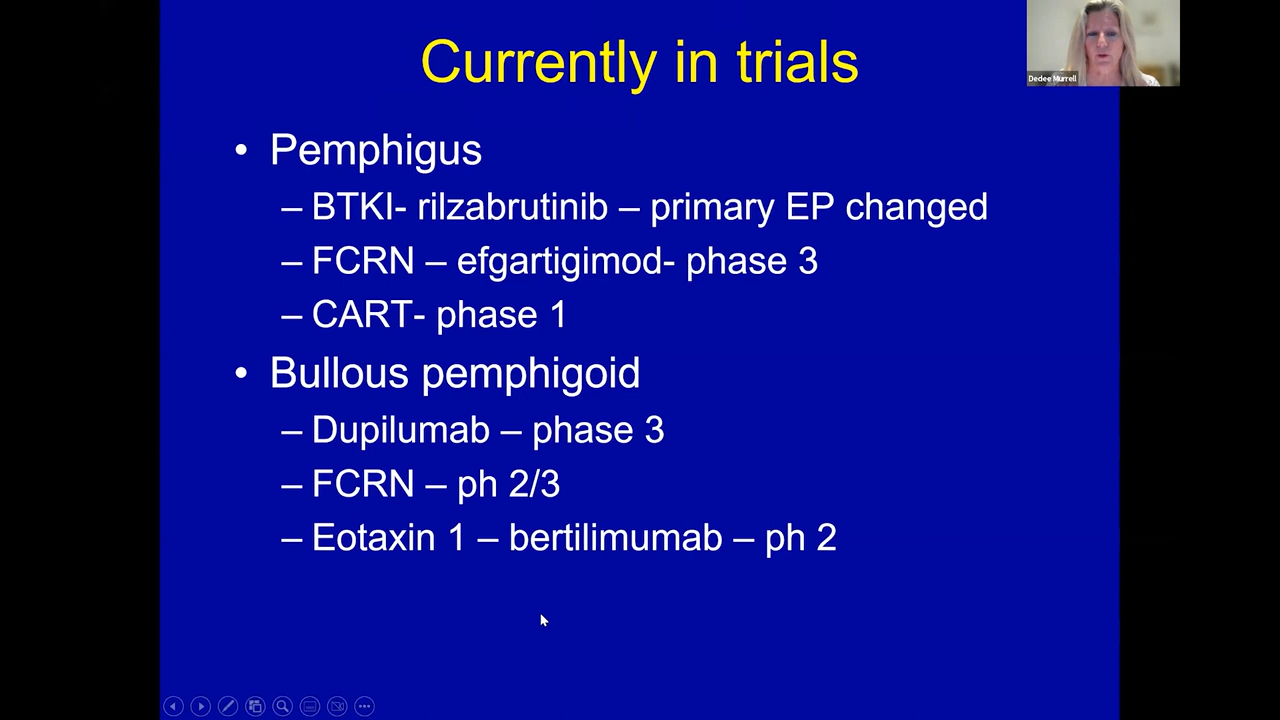 Currently in trials
Dedee Murrell
• Pemphigus
– BTKI- rilzabrutinib – primary EP changed
– FCRN – efgartigimod- phase 3
– CART- phase 1
• Bullous pemphigoid
– Dupilumab – phase 3
– FCRN – ph 2/3
– Eotaxin 1 – bertilimumab – ph 2